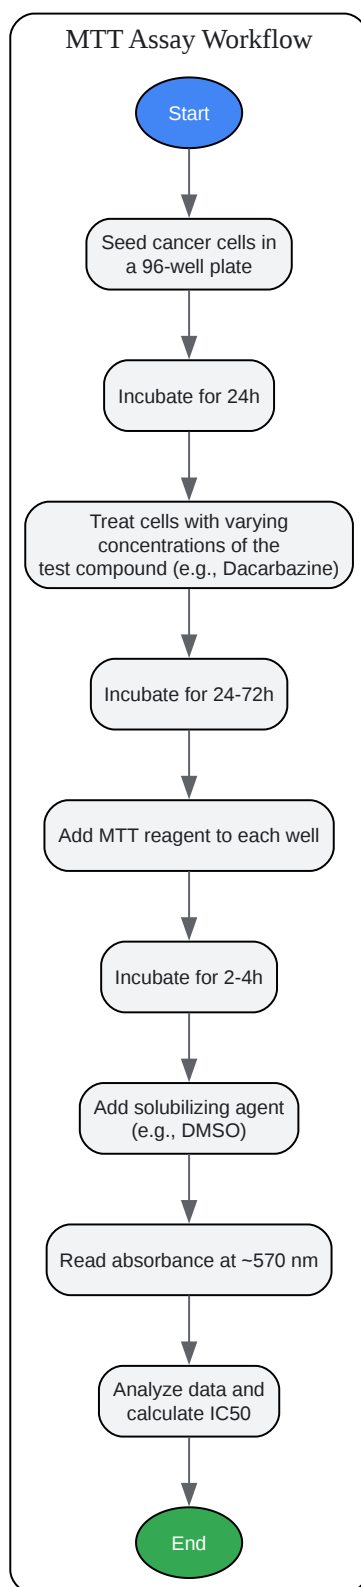 MTT Assay Workflow
Start
Seed cancer cells in
a 96-well plate
Incubate for 24h
Treat cells with varying
concentrations of the
test compound (e.g., Dacarbazine)
Incubate for 24-72h
Add MTT reagent to each well
Incubate for 2-4h
Add solubilizing agent
(e.g., DMSO)
Read absorbance at ~570 nm
Analyze data and
calculate IC50
End